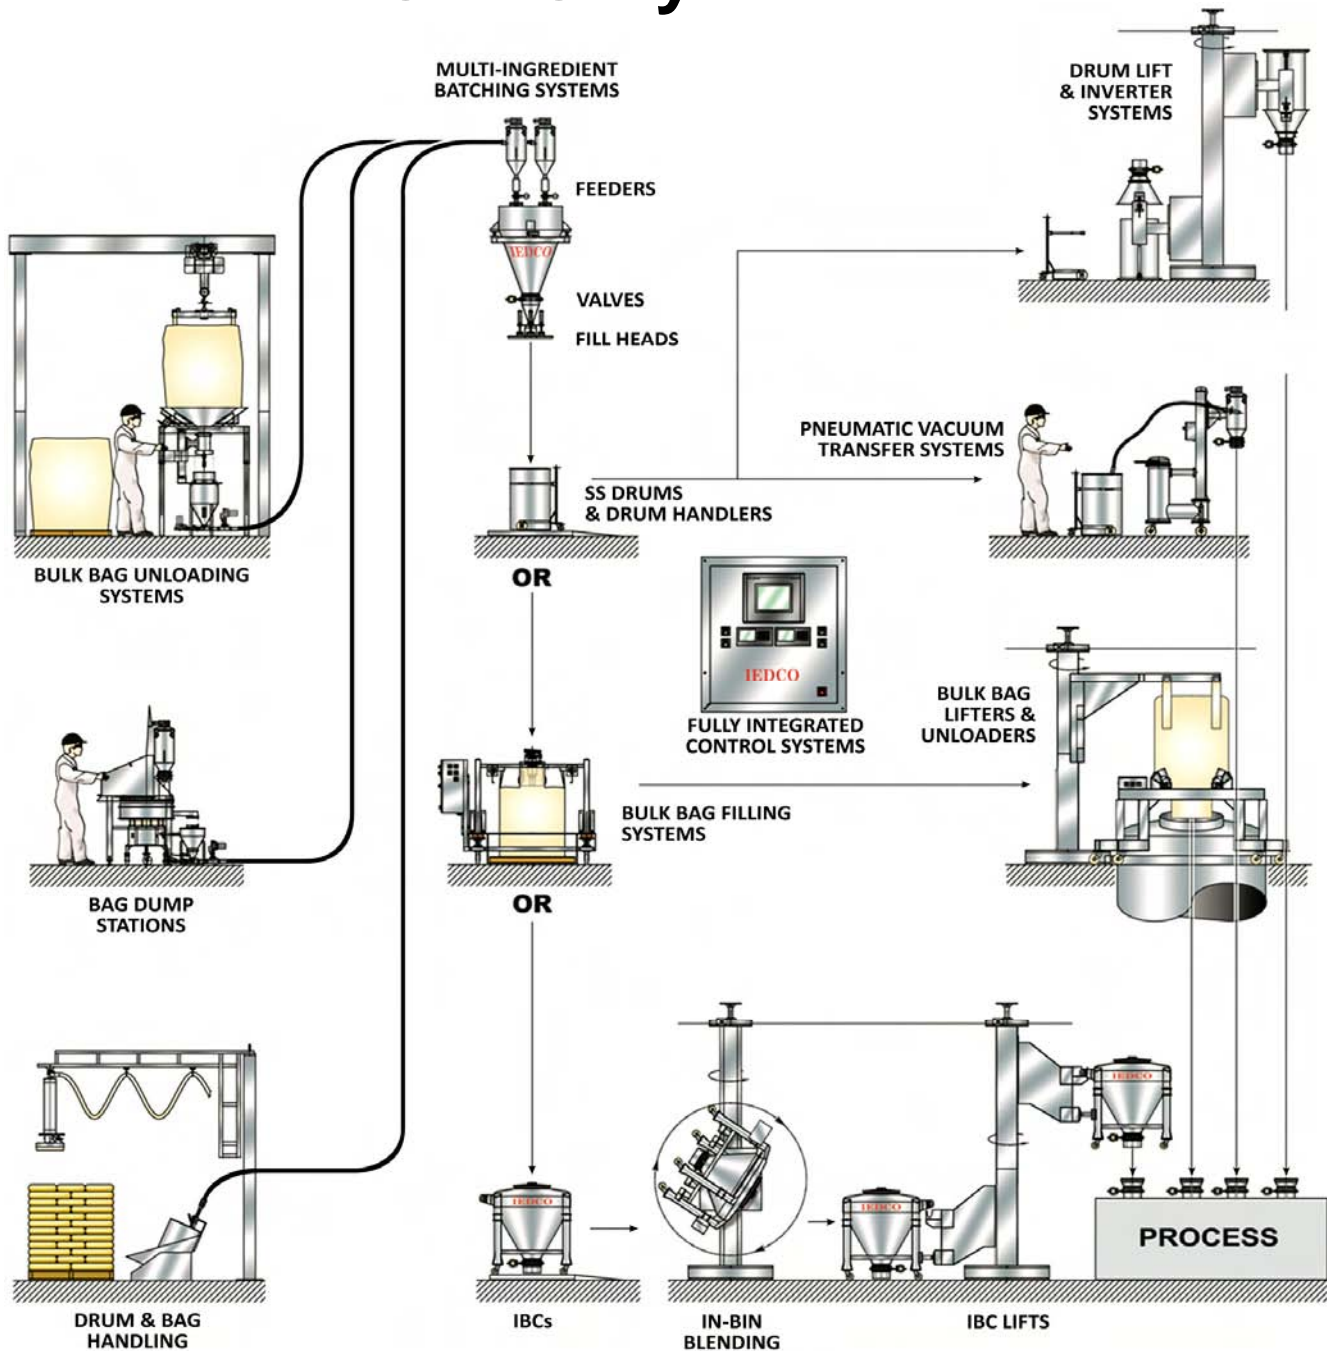 MULTI-INGREDIENT
BATCHING SYSTEMS
DRUM LIFT
& INVERTER
SYSTEMS
FEEDERS
IEDCO
VALVES
FILL HEADS
PNEUMATIC VACUUM
TRANSFER SYSTEMS
SS DRUMS
& DRUM HANDLERS
BULK BAG UNLOADING
SYSTEMS
OR
IEDCO
FULLY INTEGRATED
CONTROL SYSTEMS
BULK BAG
LIFTERS &
UNLOADERS
BULK BAG FILLING
SYSTEMS
BAG DUMP
STATIONS
OR
IEDCO
IEDCO
IEDCO
PROCESS
DRUM & BAG
HANDLING
IBCs
IN-BIN
BLENDING
IBC LIFTS